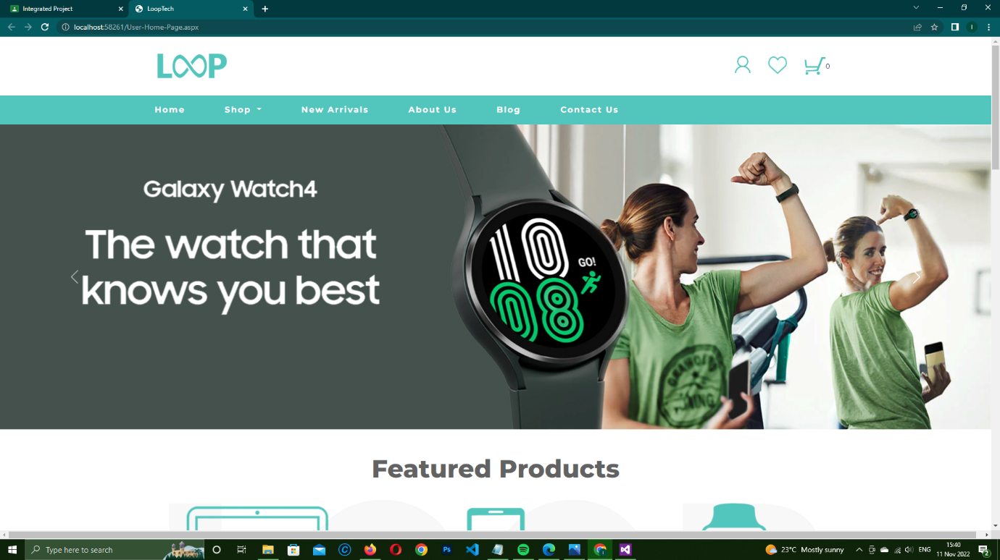 Integrated Project
LoopTech
localhost:58261/User-Home-Page.aspx
LOOP
0
Home
Shop
New Arrivals
About Us
Blog
Contact Us
Galaxy Watch4
The watch that
knows you best
10
GO!
08
Featured Products
Type here to search
23°C Mostly sunny
ENG
15:40
11 Nov 2022
2